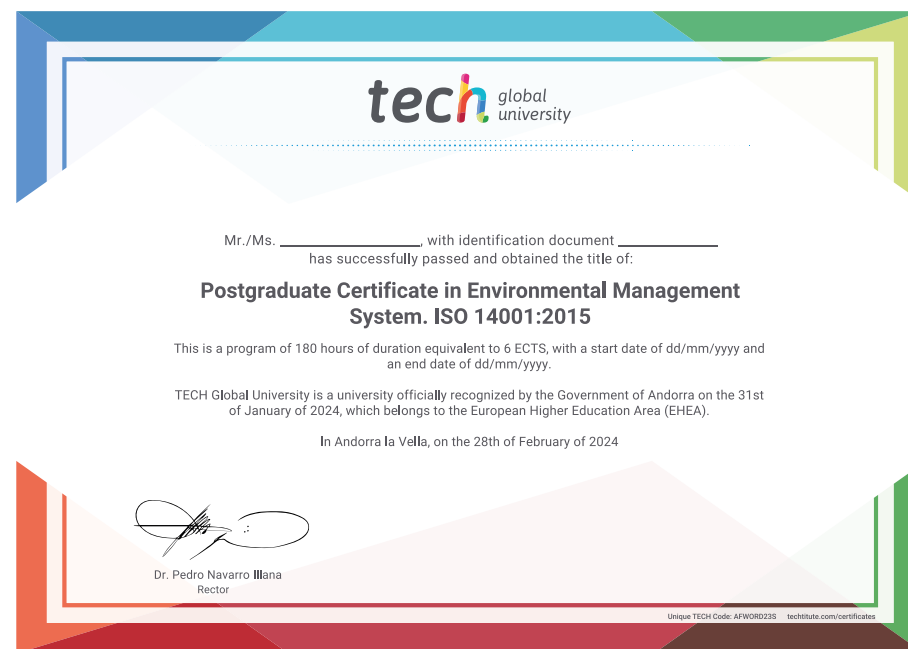 tech global
university
Mr./Ms. ____________________, with identification document ______________
has successfully passed and obtained the title of:
Postgraduate Certificate in Environmental Management
System. ISO 14001:2015
This is a program of 180 hours of duration equivalent to 6 ECTS, with a start date of dd/mm/yyyy and
an end date of dd/mm/yyyy.
TECH Global University is a university officially recognized by the Government of Andorra on the 31st
of January of 2024, which belongs to the European Higher Education Area (EHEA).
In Andorra la Vella, on the 28th of February of 2024
Dr. Pedro Navarro Illana
Rector
Unique TECH Code: AFWORD23S techtitute.com/certificates